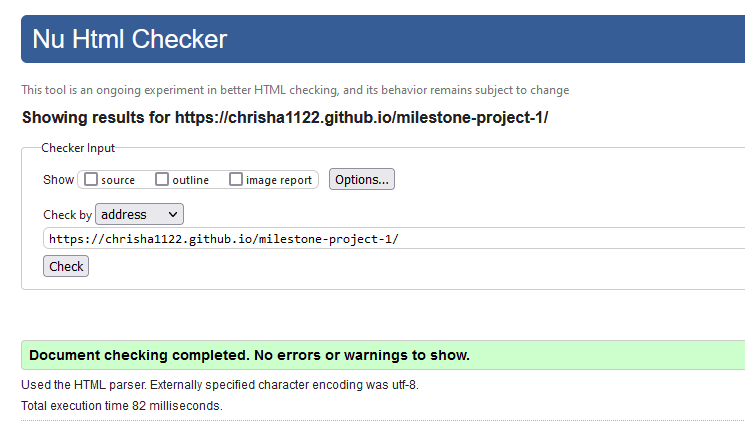 Nu Html Checker
This tool is an ongoing experiment in better HTML checking, and its behavior remains subject to change
Showing results for https://chrisha1122.github.io/milestone-project-1/
Checker Input
Show source outline image report Options...
Check by address
https://chrisha1122.github.io/milestone-project-1/
Check
Document checking completed. No errors or warnings to show.
Used the HTML parser. Externally specified character encoding was utf-8.
Total execution time 82 milliseconds.